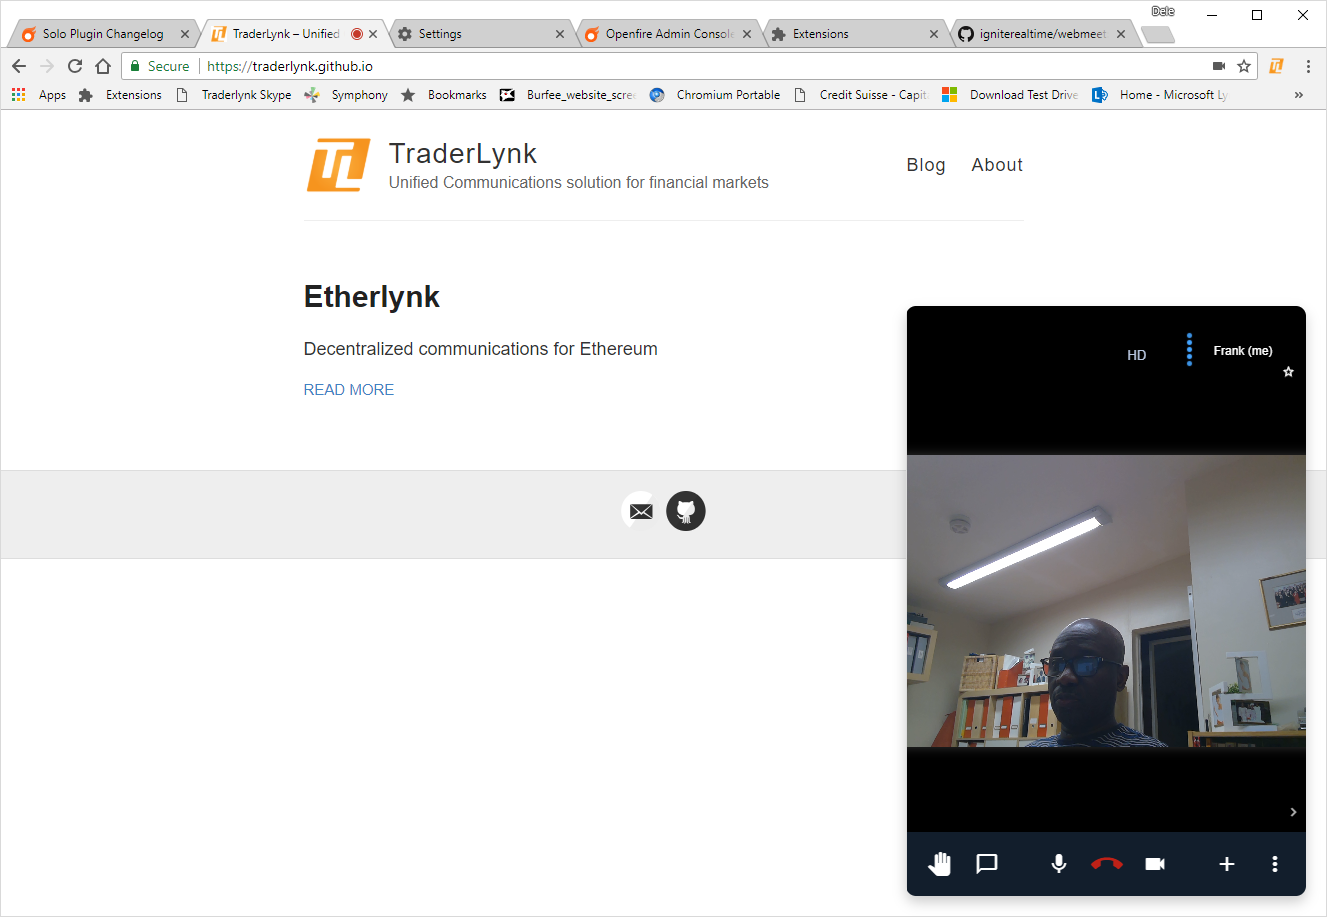 Dele
Solo Plugin Changelog
TraderLynk – Unified
Settings
Openfire Admin Console
Extensions
igniterealtime/webmeet
Secure
https://traderlynk.github.io
Apps
Extensions
Traderlynk Skype
Symphony
Bookmarks
Burfee_website_scree
Chromium Portable
Credit Suisse - Capit
Download Test Drive
Home - Microsoft Ly
»
TL
TraderLynk
Unified Communications solution for financial markets
Blog
About
Etherlynk
Decentralized communications for Ethereum
READ MORE
HD
Frank (me)